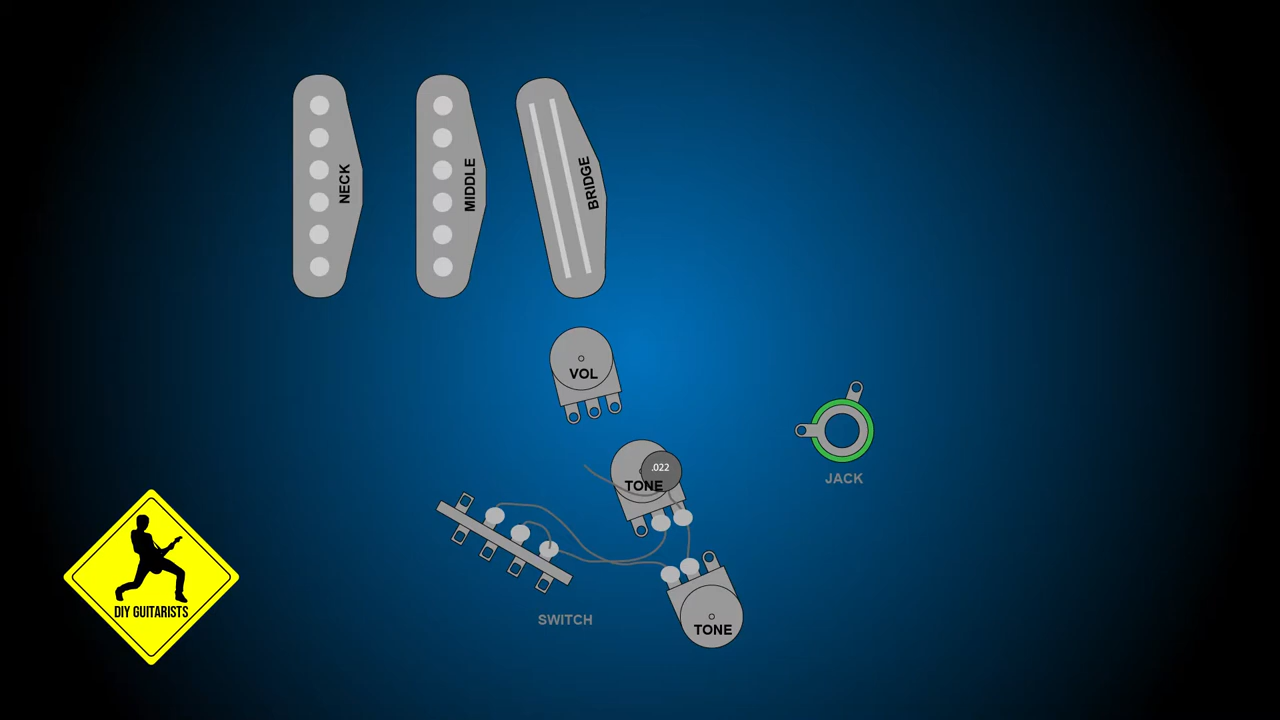 NECK
MIDDLE
BRIDGE
VOL
.022
TONE
JACK
SWITCH
TONE
DIY GUITARISTS